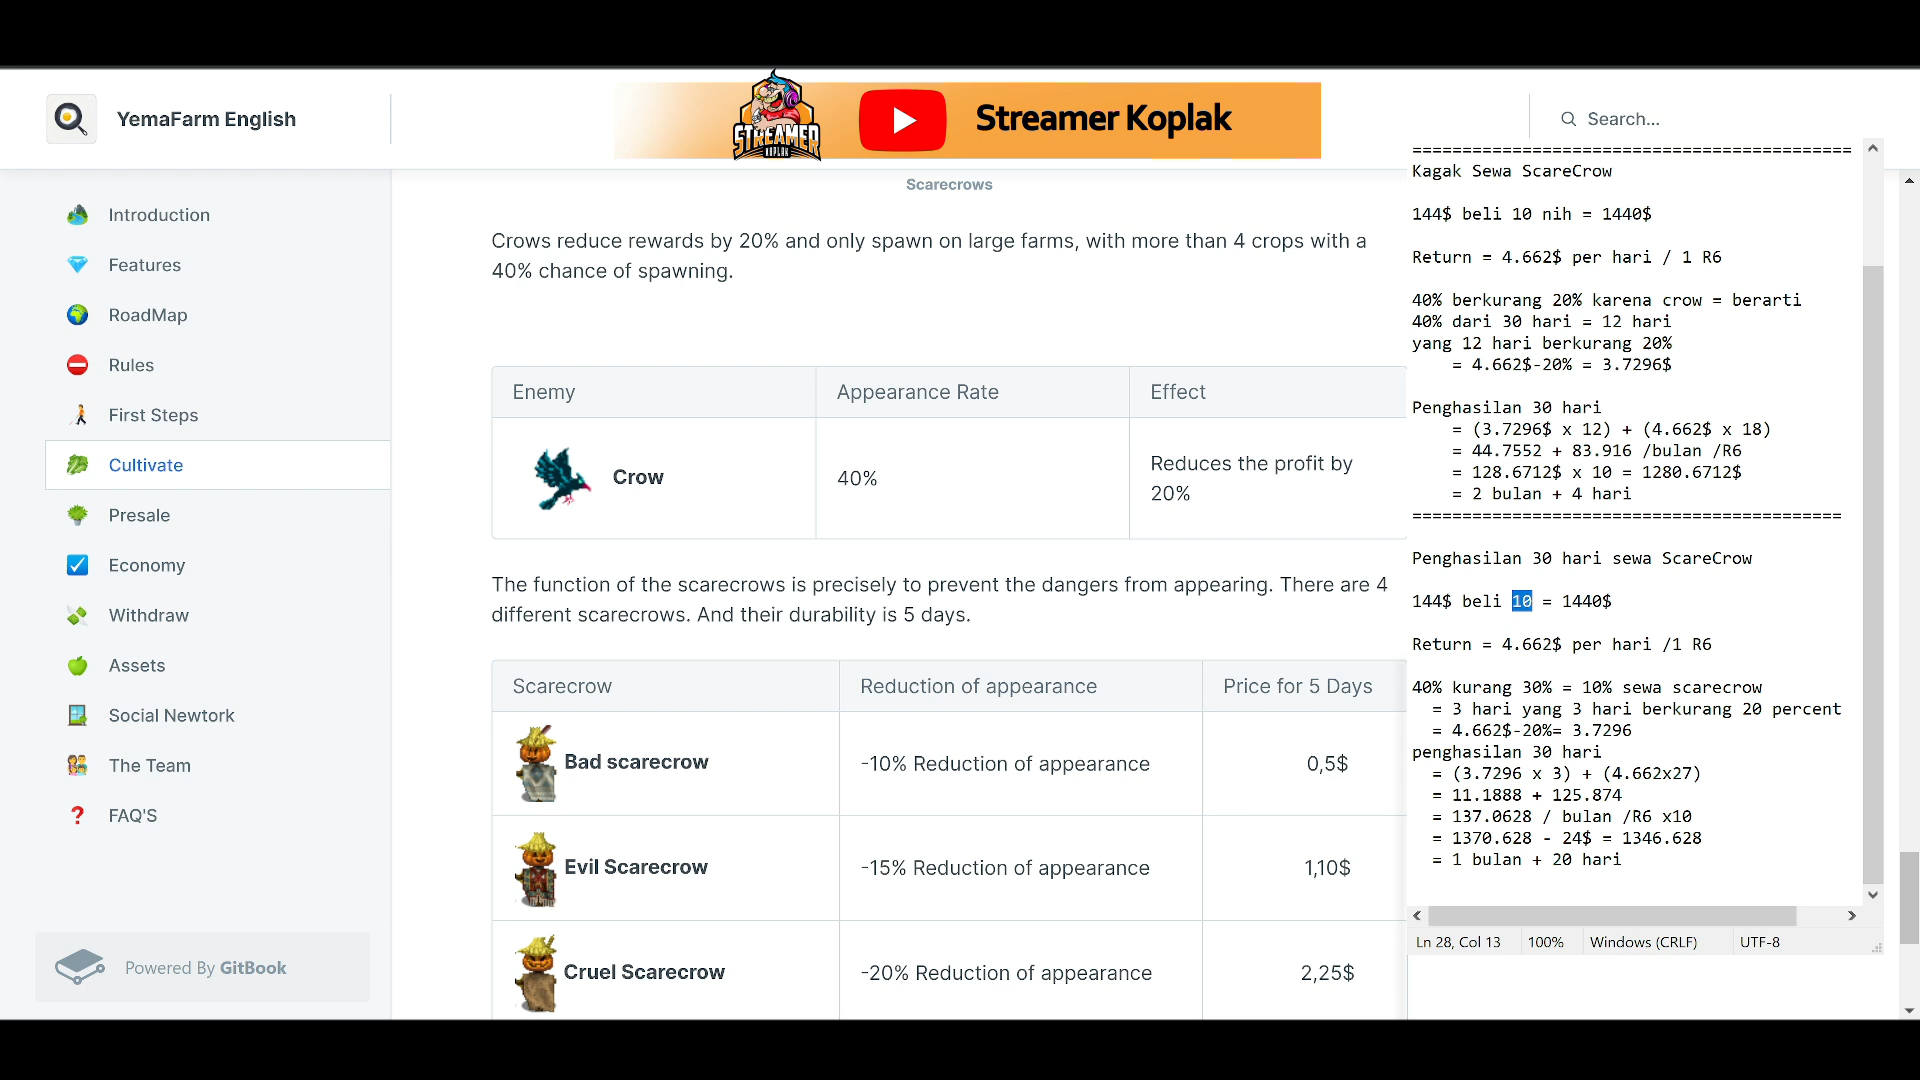 YemaFarm English
STREAMER
KOPLAK
Streamer Koplak
Search...
Introduction
Features
RoadMap
Rules
First Steps
Cultivate
Presale
Economy
Withdraw
Assets
Social Newtork
The Team
FAQ'S
Powered By GitBook
Scarecrows
Crows reduce rewards by 20% and only spawn on large farms, with more than 4 crops with a
40% chance of spawning.
Enemy Appearance Rate Effect
Crow 40% Reduces the profit by
20%
The function of the scarecrows is precisely to prevent the dangers from appearing. There are 4
different scarecrows. And their durability is 5 days.
Scarecrow Reduction of appearance Price for 5 Days
Bad scarecrow -10% Reduction of appearance 0,5$
Evil Scarecrow -15% Reduction of appearance 1,10$
Cruel Scarecrow -20% Reduction of appearance 2,25$
============================================
Kagak Sewa ScareCrow
144$ beli 10 nih = 1440$
Return = 4.662$ per hari / 1 R6
40% berkurang 20% karena crow = berarti
40% dari 30 hari = 12 hari
yang 12 hari berkurang 20%
= 4.662$-20% = 3.7296$
Penghasilan 30 hari
= (3.7296$ x 12) + (4.662$ x 18)
= 44.7552 + 83.916 /bulan /R6
= 128.6712$ x 10 = 1280.6712$
= 2 bulan + 4 hari
===========================================
Penghasilan 30 hari sewa ScareCrow
144$ beli 10 = 1440$
Return = 4.662$ per hari /1 R6
40% kurang 30% = 10% sewa scarecrow
= 3 hari yang 3 hari berkurang 20 percent
= 4.662$-20%= 3.7296
penghasilan 30 hari
= (3.7296 x 3) + (4.662x27)
= 11.1888 + 125.874
= 137.0628 / bulan /R6 x10
= 1370.628 - 24$ = 1346.628
= 1 bulan + 20 hari
Ln 28, Col 13 100% Windows (CRLF) UTF-8